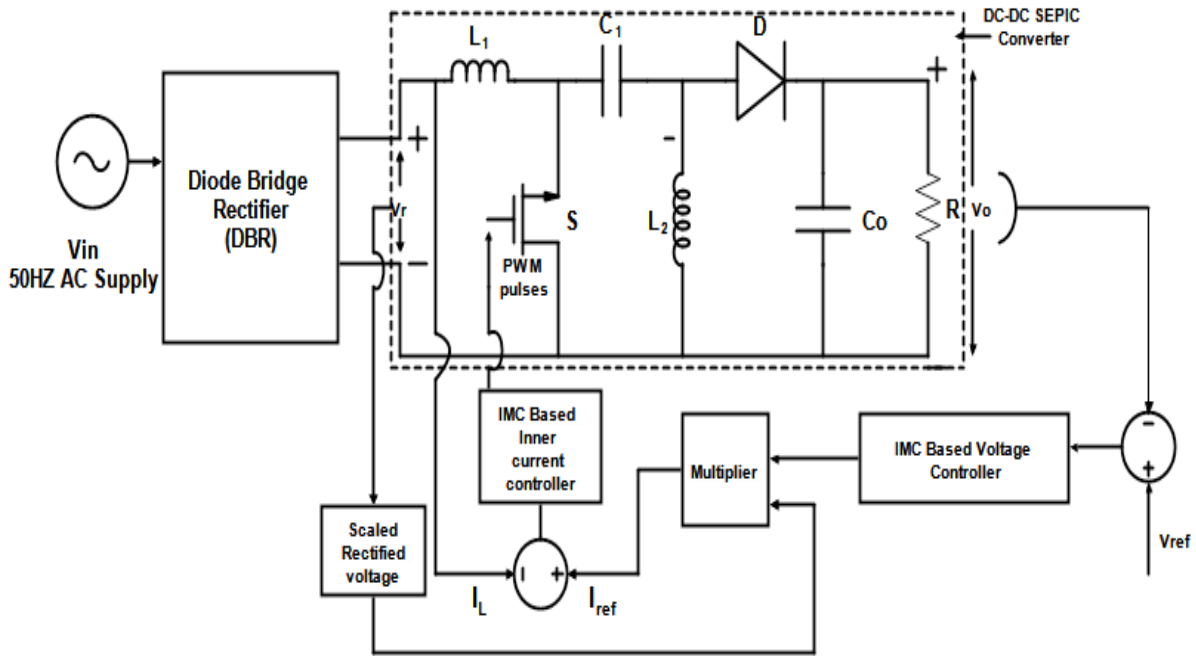 DC-DC SEPIC
Converter
L1
C1
D
+
Diode Bridge
Rectifier
(DBR)
+
Vr
−
Vin
50HZ AC Supply
S
PWM
pulses
-
L2
Co
R
Vo
−
IMC Based
Inner
current
controller
Multiplier
IMC Based Voltage
Controller
-
+
Vref
Scaled
Rectified
voltage
IL
-
+
Iref